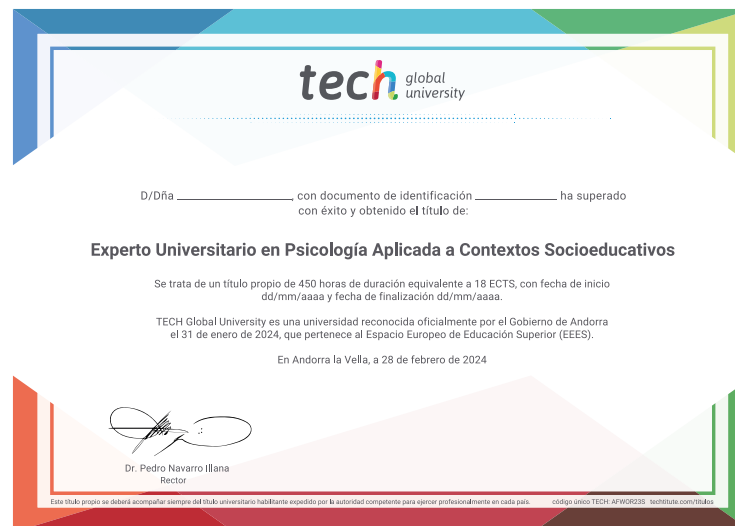 tech global university
D/Dña ____________________, con documento de identificación ______________ ha superado
con éxito y obtenido el título de:
Experto Universitario en Psicología Aplicada a Contextos Socioeducativos
Se trata de un título propio de 450 horas de duración equivalente a 18 ECTS, con fecha de inicio
dd/mm/aaaa y fecha de finalización dd/mm/aaaa.
TECH Global University es una universidad reconocida oficialmente por el Gobierno de Andorra
el 31 de enero de 2024, que pertenece al Espacio Europeo de Educación Superior (EEES).
En Andorra la Vella, a 28 de febrero de 2024
Dr. Pedro Navarro Illana
Rector
Este título propio se deberá acompañar siempre del título universitario habilitante expedido por la autoridad competente para ejercer profesionalmente en cada país. código único TECH: AFWOR23S techtitute.com/titulos